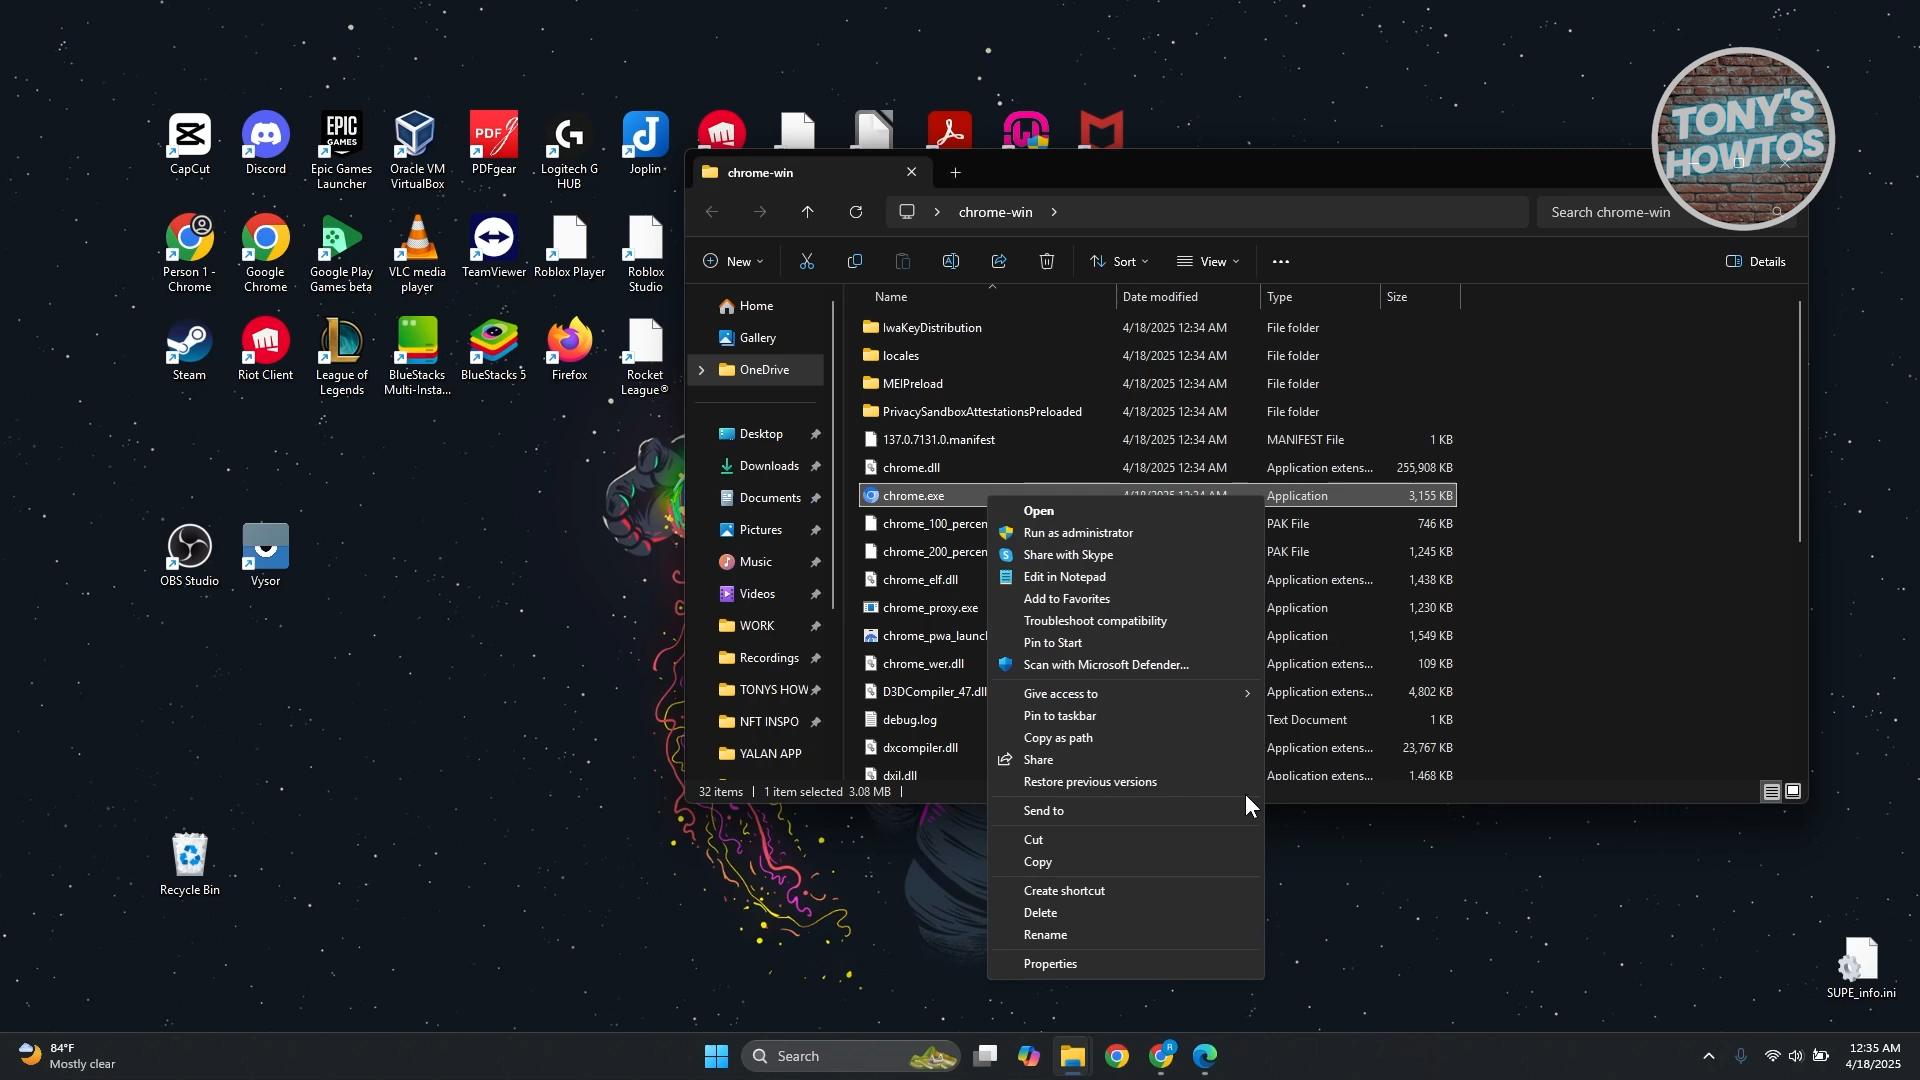 TONY'S
HOWTOS
CapCut
Discord
Epic Games
Launcher
Oracle VM
VirtualBox
PDFgear
Logitech G
HUB
Joplin
Person 1 -
Chrome
Google
Chrome
Google Play
Games beta
VLC media
player
TeamViewer
Roblox Player
Roblox
Studio
Steam
Riot Client
League of
Legends
BlueStacks
Multi-Insta...
BlueStacks 5
Firefox
Rocket
League®
OBS Studio
Vysor
Recycle Bin
SUPE_info.ini
chrome-win
chrome-win
Search chrome-win
New
Sort
View
Details
Home
Gallery
OneDrive
Desktop
Downloads
Documents
Pictures
Music
Videos
WORK
Recordings
TONYS HOW
NFT INSPO
YALAN APP
Name Date modified Type Size
IwaKeyDistribution 4/18/2025 12:34 AM File folder
locales 4/18/2025 12:34 AM File folder
MEIPreload 4/18/2025 12:34 AM File folder
PrivacySandboxAttestationsPreloaded 4/18/2025 12:34 AM File folder
137.0.7131.0.manifest 4/18/2025 12:34 AM MANIFEST File 1 KB
chrome.dll 4/18/2025 12:34 AM Application extens... 255,908 KB
chrome.exe 4/18/2025 12:34 AM Application 3,155 KB
chrome_100_percen PAK File 746 KB
chrome_200_percen PAK File 1,245 KB
chrome_elf.dll Application extens... 1,438 KB
chrome_proxy.exe Application 1,230 KB
chrome_pwa_launc Application 1,549 KB
chrome_wer.dll Application extens... 109 KB
D3DCompiler_47.dll Application extens... 4,802 KB
debug.log Text Document 1 KB
dxcompiler.dll Application extens... 23,767 KB
dxil.dll Application extens... 1,468 KB
32 items 1 item selected 3.08 MB
Open
Run as administrator
Share with Skype
Edit in Notepad
Add to Favorites
Troubleshoot compatibility
Pin to Start
Scan with Microsoft Defender...
Give access to
Pin to taskbar
Copy as path
Share
Restore previous versions
Send to
Cut
Copy
Create shortcut
Delete
Rename
Properties
84°F
Mostly clear
Search
12:35 AM
4/18/2025